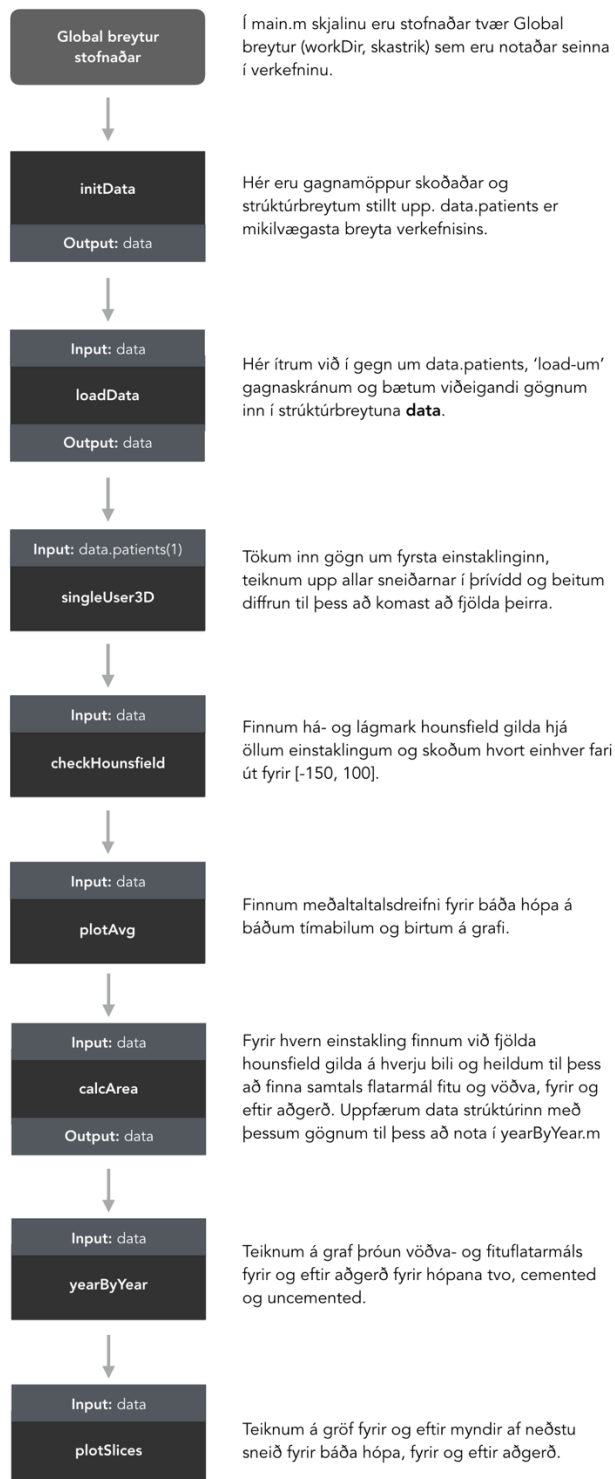 Global breytur
stofnaðar
Í main.m skjalinu eru stofnaðar tvær Global
breytur (workDir, skastrik) sem eru notaðar seinna
í verkefninu.
initData
Output: data
Hér eru gagnamöppur skoðaðar og
strúktúrbreytum stillt upp. data.patients er
mikilvægasta breyta verkefnisins.
Input: data
loadData
Output: data
Hér ítrum við í gegn um data.patients, ‘load-um’
gagnaskránum og bætum viðeigandi gögnum
inn í strúktúrbreytuna data.
Input: data.patients(1)
singleUser3D
Tökum inn gögn um fyrsta einstaklinginn,
teiknum upp allar sneiðarnar í þrívídd og beitum
diffrun til þess að komast að fjölda þeirra.
Input: data
checkHounsfield
Finnum há- og lágmark hounsfield gilda hjá
öllum einstaklingum og skoðum hvort einhver fari
út fyrir [-150, 100].
Input: data
plotAvg
Finnum meðaltaltalsdreifni fyrir báða hópa á
báðum tímabilum og birtum á grafi.
Input: data
calcArea
Output: data
Fyrir hvern einstakling finnum við fjölda
hounsfield gilda á hverju bili og heildum til þess
að finna samtals flatarmál fitu og vöðva, fyrir og
eftir aðgerð. Uppfærum data strúktúrinn með
þessum gögnum til þess að nota í yearByYear.m
Input: data
yearByYear
Teiknum á graf þróun vöðva- og fituflatarmáls
fyrir og eftir aðgerð fyrir hópana tvo, cemented
og uncemented.
Input: data
plotSlices
Teiknum á gröf fyrir og eftir myndir af neðstu
sneið fyrir báða hópa, fyrir og eftir aðgerð.